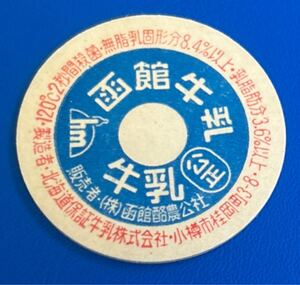 函館牛乳
牛乳
公正
hm
販売者・(株)函館酪農公社
・120℃2秒間殺菌・無脂乳固形分8.4%以上・乳脂肪分3.6%以上
・製造者・北海道保証牛乳株式会社・小樽市桂岡町3-8